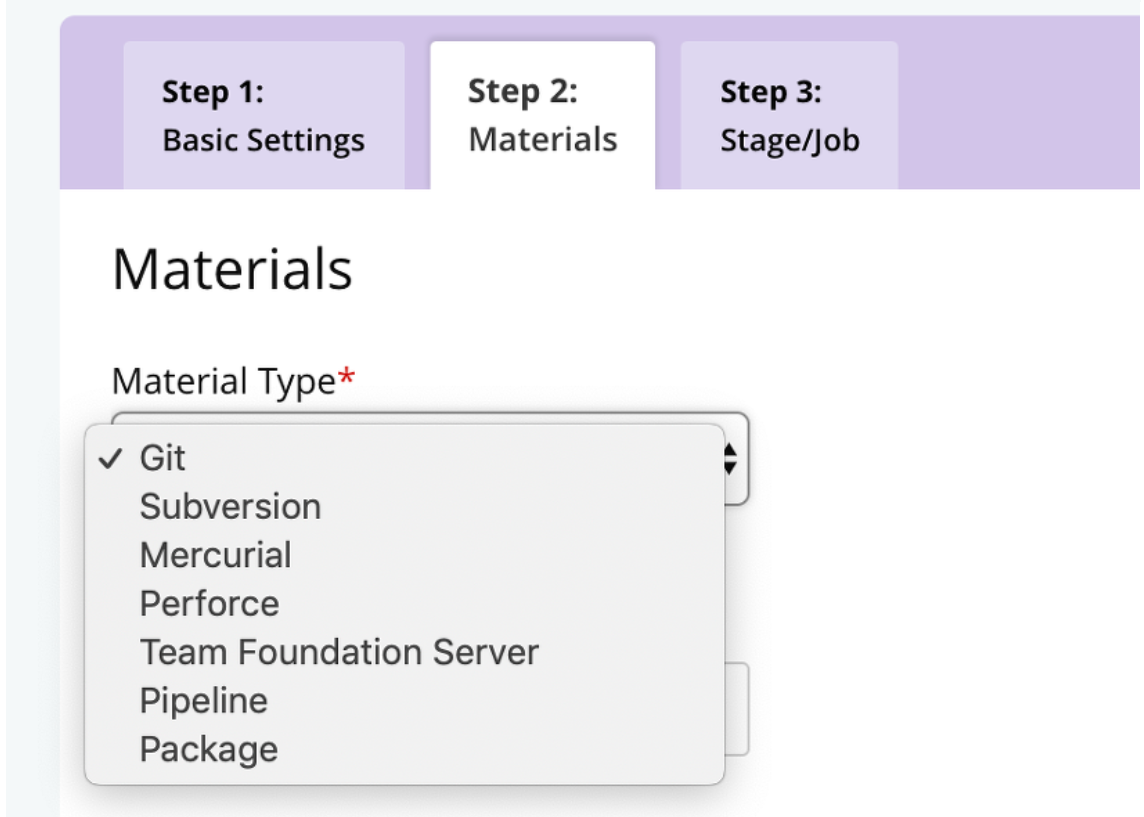 Step 1:
Basic Settings
Step 2:
Materials
Step 3:
Stage/Job
Materials
Material Type*
✓ Git
Subversion
Mercurial
Perforce
Team Foundation Server
Pipeline
Package